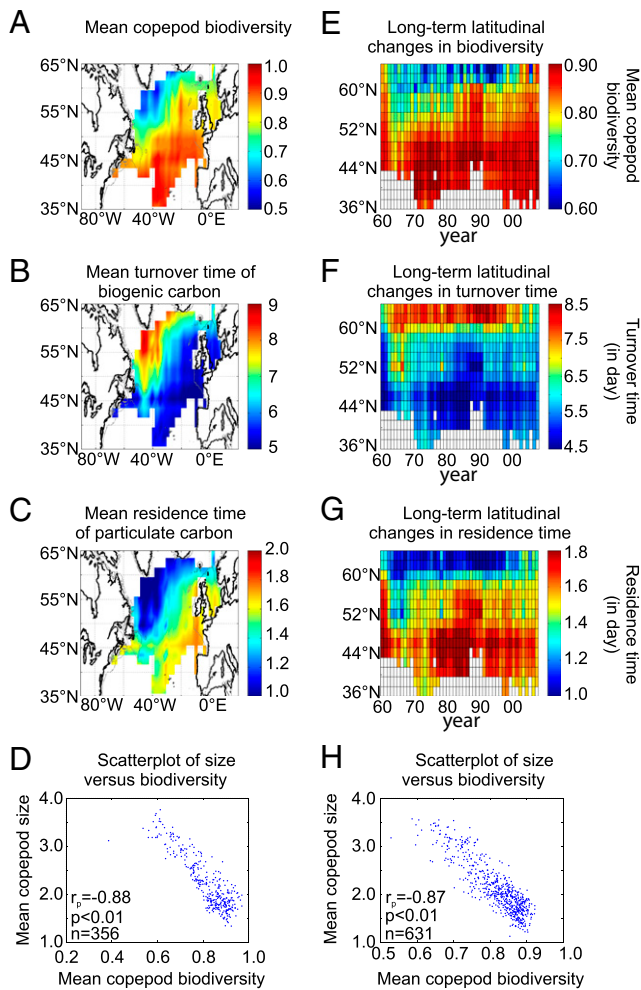 A
Mean copepod biodiversity
65°N
55°N
45°N
35°N
80°W 40°W 0°E
1.0
0.9
0.8
0.7
0.6
0.5
E
Long-term latitudinal
changes in biodiversity
60°N
52°N
44°N
36°N
60 70 80 90 00
year
0.90
0.80
0.70
0.60
Mean copepod
biodiversity
B
Mean turnover time of
biogenic carbon
65°N
55°N
45°N
35°N
80°W 40°W 0°E
9
8
7
6
5
F
Long-term latitudinal
changes in turnover time
60°N
52°N
44°N
36°N
60 70 80 90 00
year
8.5
7.5
6.5
5.5
4.5
Turnover time
(in day)
C
Mean residence time
of particulate carbon
65°N
55°N
45°N
35°N
80°W 40°W 0°E
2.0
1.8
1.6
1.4
1.2
1.0
G
Long-term latitudinal
changes in residence time
60°N
52°N
44°N
36°N
60 70 80 90 00
year
1.8
1.6
1.4
1.2
1.0
Residence time
(in day)
D
Scatterplot of size
versus biodiversity
Mean copepod size
4.0
3.0
2.0
1.0
rp=-0.88
p<0.01
n=356
0.2 0.4 0.6 0.8 1.0
Mean copepod biodiversity
H
Scatterplot of size
versus biodiversity
Mean copepod size
4.0
3.0
2.0
1.0
rp=-0.87
p<0.01
n=631
0.5 0.6 0.7 0.8 0.9 1.0
Mean copepod biodiversity